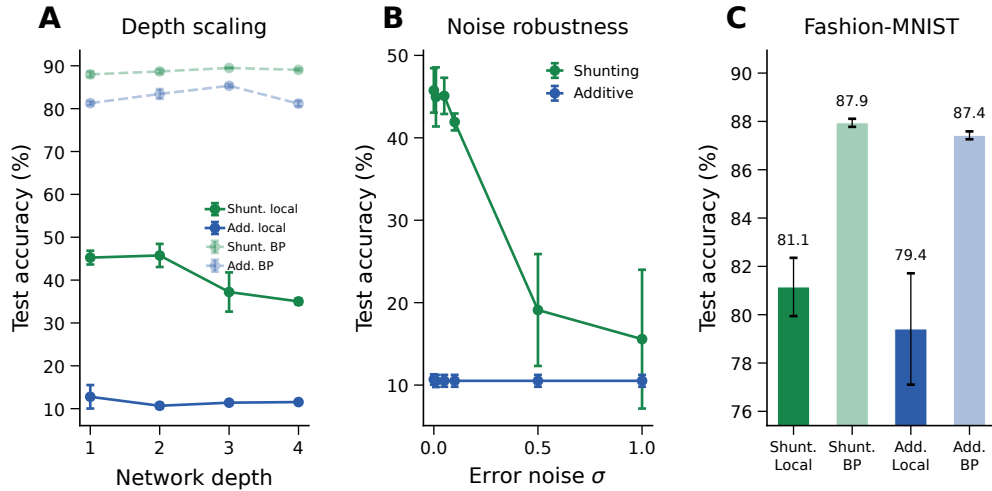 A
Depth scaling
Test accuracy (%)
90
80
70
60
50
40
30
20
10
Shunt. local
Add. local
Shunt. BP
Add. BP
1
2
3
4
Network depth
B
Noise robustness
Test accuracy (%)
50
40
30
20
10
Shunting
Additive
0.0
0.5
1.0
Error noise σ
C
Fashion-MNIST
Test accuracy (%)
90
88
86
84
82
80
78
76
81.1
87.9
79.4
87.4
Shunt.
Local
Shunt.
BP
Add.
Local
Add.
BP